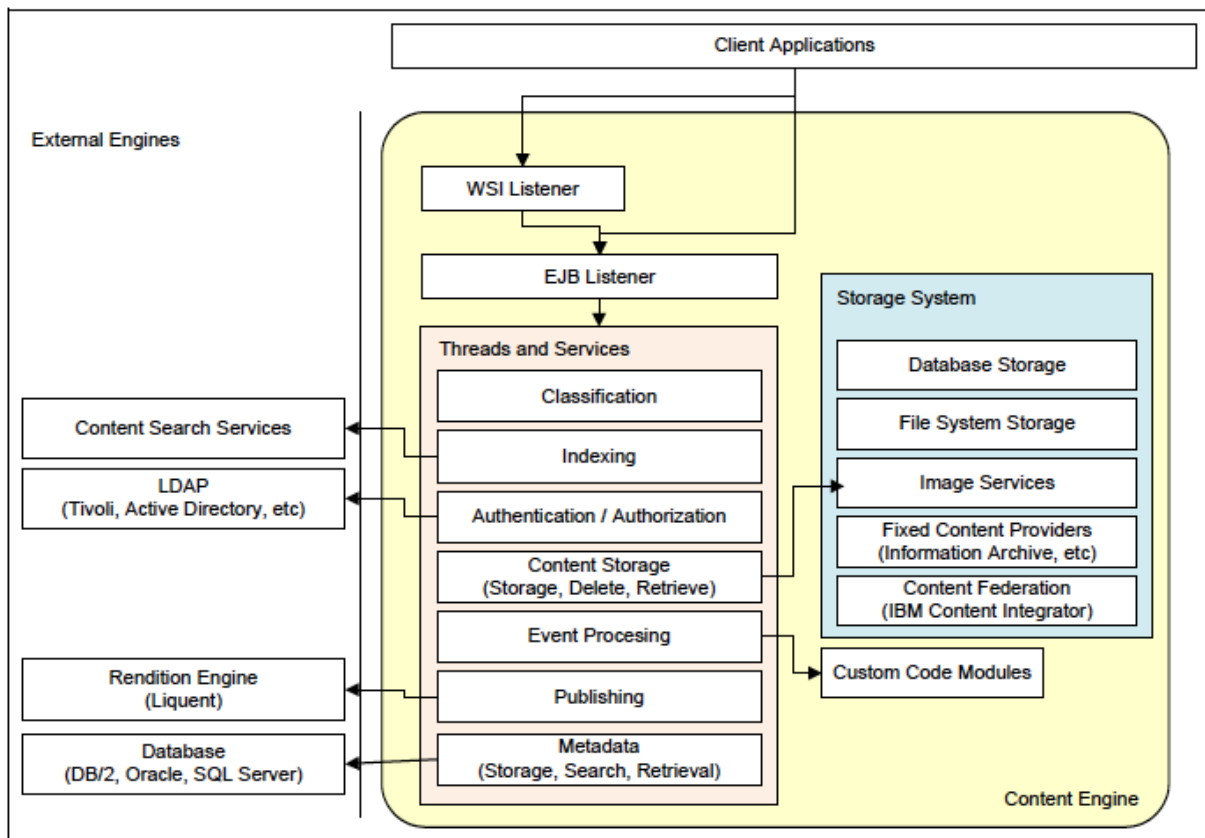 Client Applications
External Engines
WSI Listener
EJB Listener
Storage System
Threads and Services
Database Storage
Classification
File System Storage
Content Search Services
Indexing
Image Services
LDAP
(Tivoli, Active Directory, etc)
Authentication / Authorization
Fixed Content Providers
(Information Archive, etc)
Content Storage
(Storage, Delete, Retrieve)
Content Federation
(IBM Content Integrator)
Event Procesing
Custom Code Modules
Rendition Engine
(Liquent)
Publishing
Database
(DB/2, Oracle, SQL Server)
Metadata
(Storage, Search, Retrieval)
Content Engine